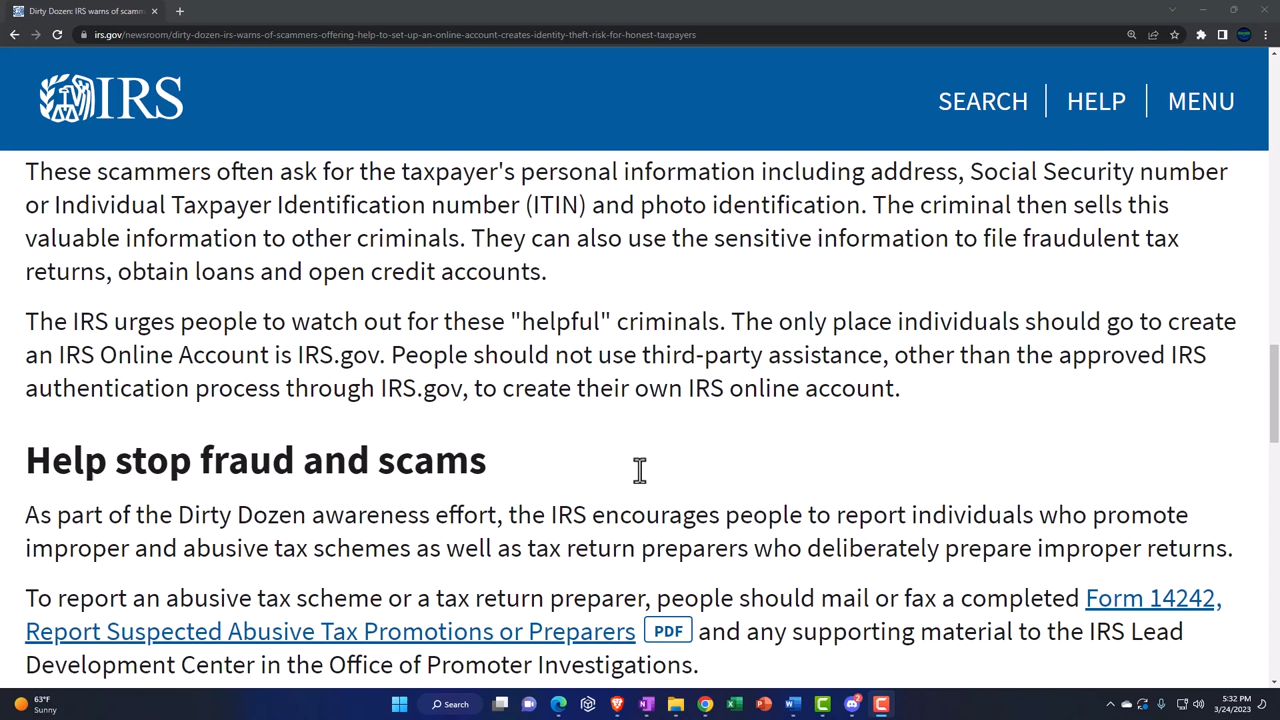 Dirty Dozen: IRS warns of scamm
irs.gov/newsroom/dirty-dozen-irs-warns-of-scammers-offering-help-to-set-up-an-online-account-creates-identity-theft-risk-for-honest-taxpayers
IRS
SEARCH HELP MENU
These scammers often ask for the taxpayer's personal information including address, Social Security number
or Individual Taxpayer Identification number (ITIN) and photo identification. The criminal then sells this
valuable information to other criminals. They can also use the sensitive information to file fraudulent tax
returns, obtain loans and open credit accounts.
The IRS urges people to watch out for these "helpful" criminals. The only place individuals should go to create
an IRS Online Account is IRS.gov. People should not use third-party assistance, other than the approved IRS
authentication process through IRS.gov, to create their own IRS online account.
Help stop fraud and scams
As part of the Dirty Dozen awareness effort, the IRS encourages people to report individuals who promote
improper and abusive tax schemes as well as tax return preparers who deliberately prepare improper returns.
To report an abusive tax scheme or a tax return preparer, people should mail or fax a completed Form 14242,
Report Suspected Abusive Tax Promotions or Preparers PDF and any supporting material to the IRS Lead
Development Center in the Office of Promoter Investigations.
63°F
Sunny
Search
2
5:32 PM
3/24/2023